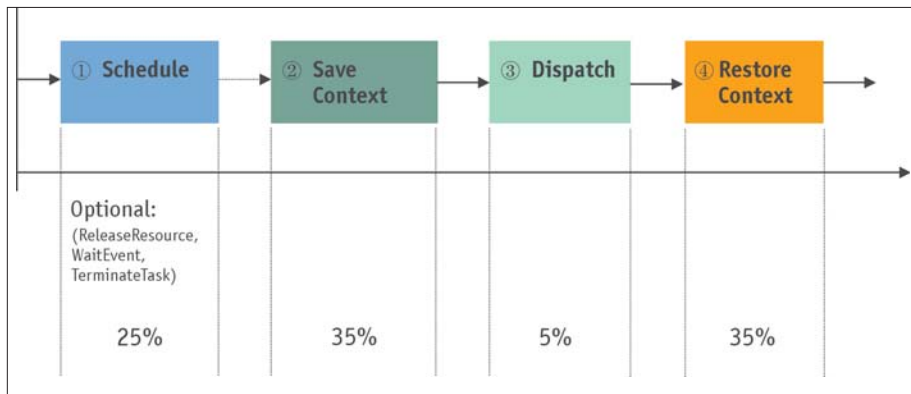 ① Schedule
② Save
Context
③ Dispatch
④ Restore
Context
Optional:
(ReleaseResource,
WaitEvent,
TerminateTask)
25%
35%
5%
35%